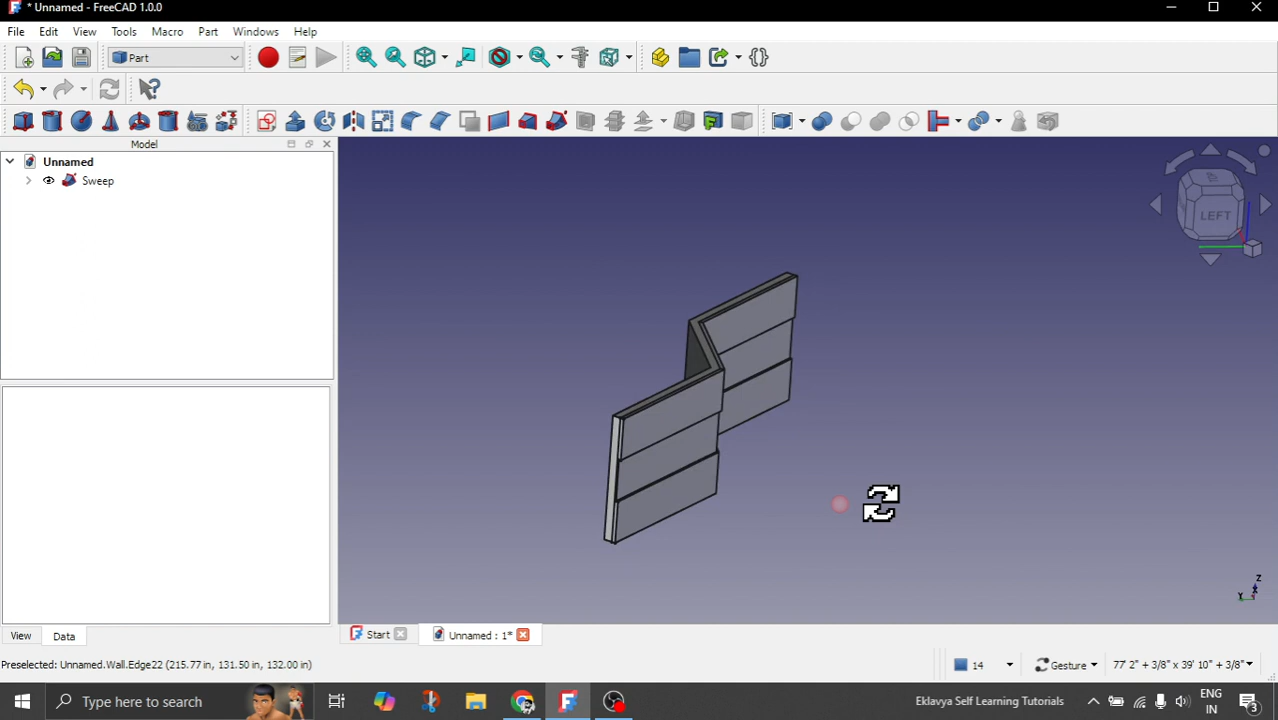 * Unnamed - FreeCAD 1.0.0
File Edit View Tools Macro Part Windows Help
Part
Model
Unnamed
Sweep
LEFT
Z
Y
View Data
Start
Unnamed : 1*
Preselected: Unnamed.Wall.Edge22 (215.77 in, 131.50 in, 132.00 in)
14
Gesture
77' 2" + 3/8" x 39' 10" + 3/8"
Type here to search
Eklavya Self Learning Tutorials
ENG
IN
3